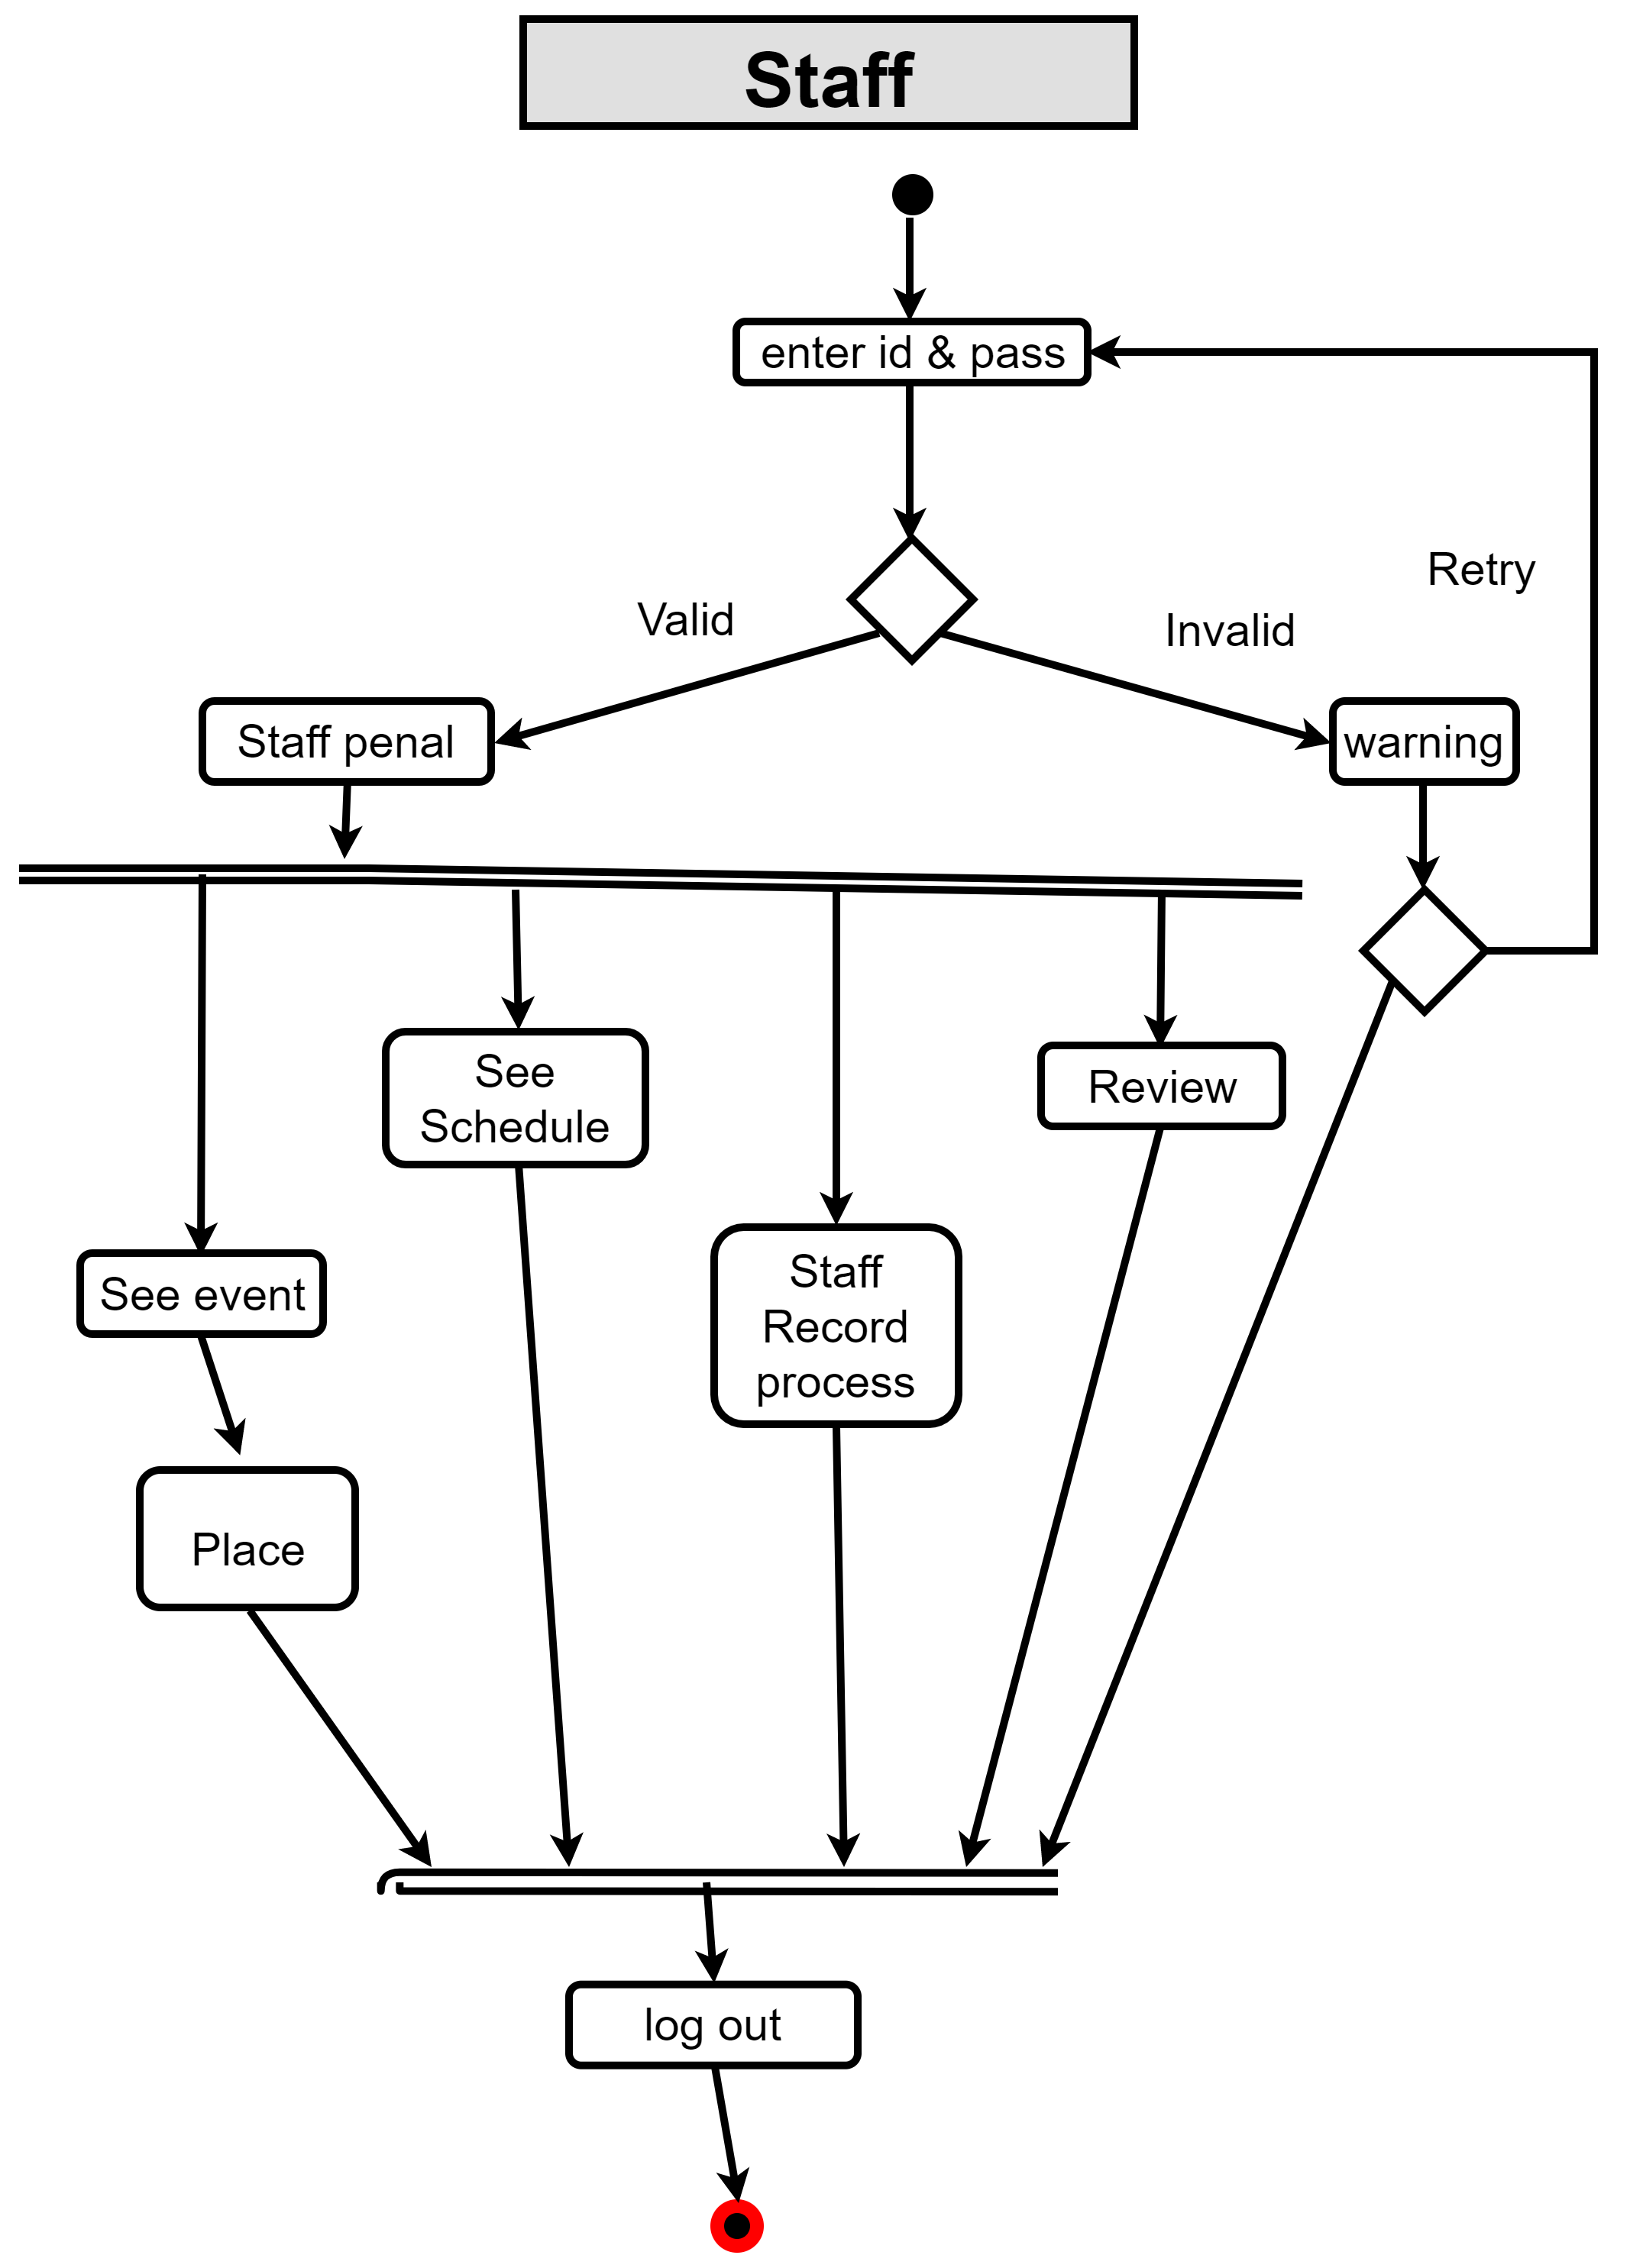 Staff
enter id & pass
Retry
Valid
Invalid
Staff penal
warning
See
Schedule
Review
See event
Staff
Record
process
Place
log out